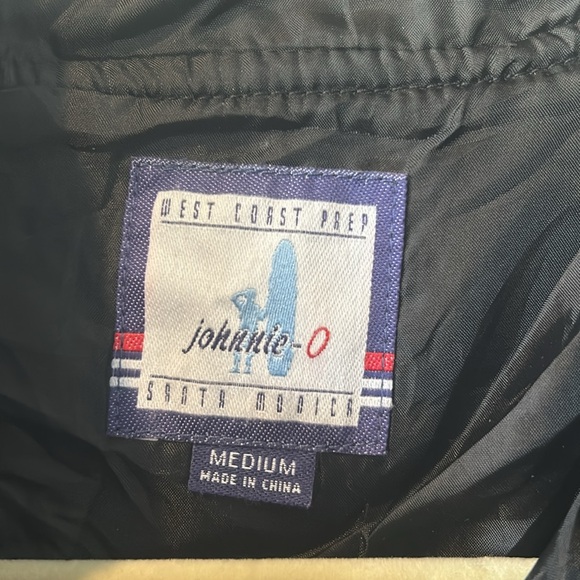 WEST COAST PREP
johnnie-O
SANTA MONICA
MEDIUM
MADE IN CHINA